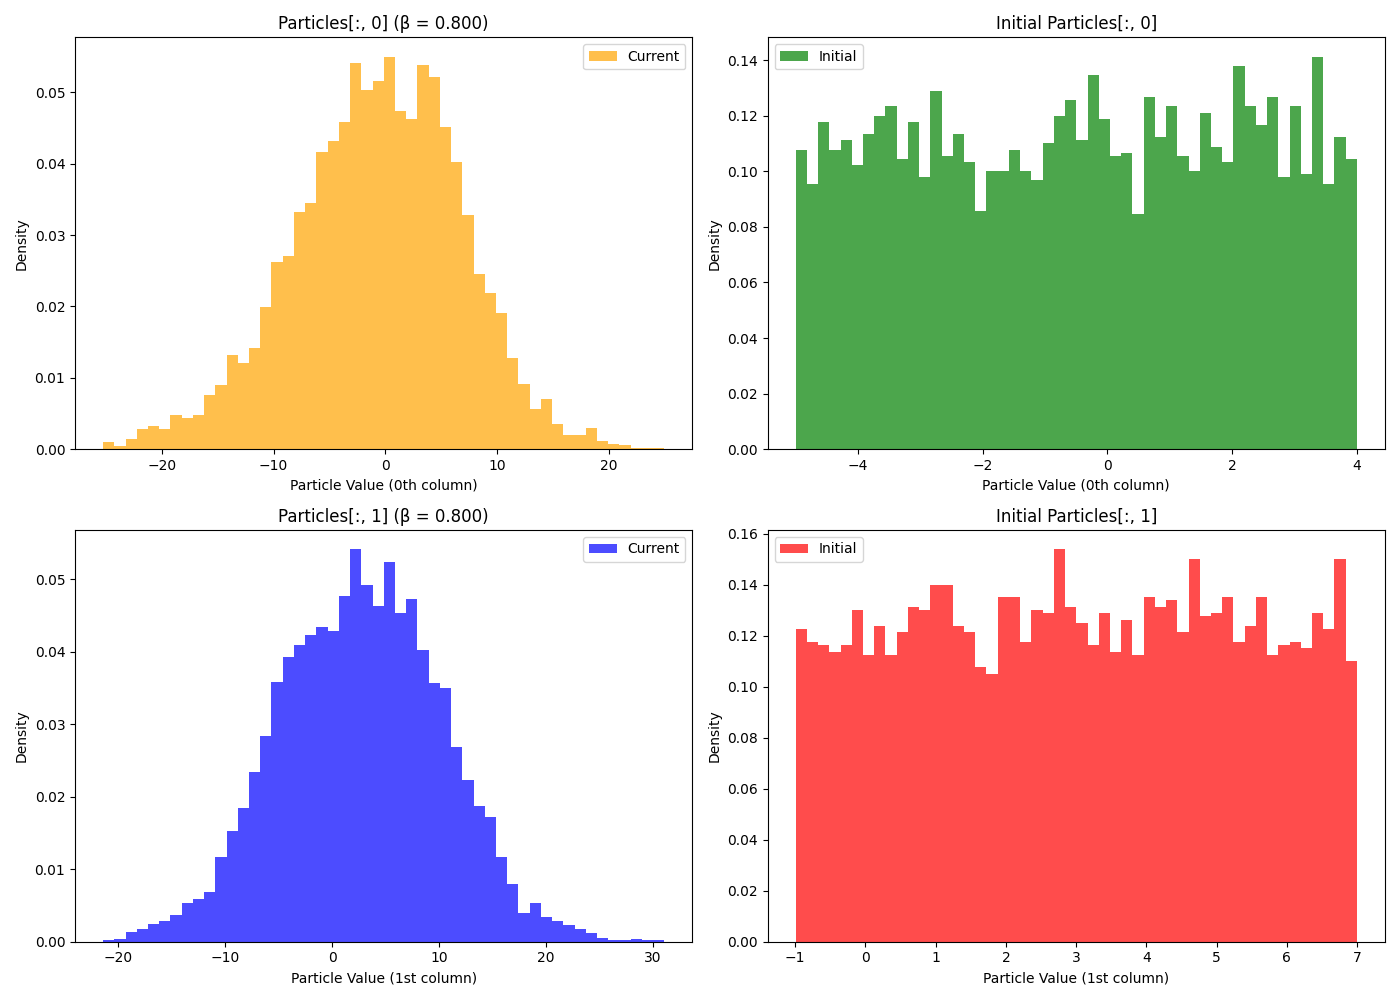 Particles[:, 0] (β = 0.800)
Current
Density
0.05
0.04
0.03
0.02
0.01
0.00
−20 −10 0 10 20
Particle Value (0th column)
Initial Particles[:, 0]
Initial
Density
0.14
0.12
0.10
0.08
0.06
0.04
0.02
0.00
−4 −2 0 2 4
Particle Value (0th column)
Particles[:, 1] (β = 0.800)
Current
Density
0.05
0.04
0.03
0.02
0.01
0.00
−20 −10 0 10 20 30
Particle Value (1st column)
Initial Particles[:, 1]
Initial
Density
0.16
0.14
0.12
0.10
0.08
0.06
0.04
0.02
0.00
−1 0 1 2 3 4 5 6 7
Particle Value (1st column)